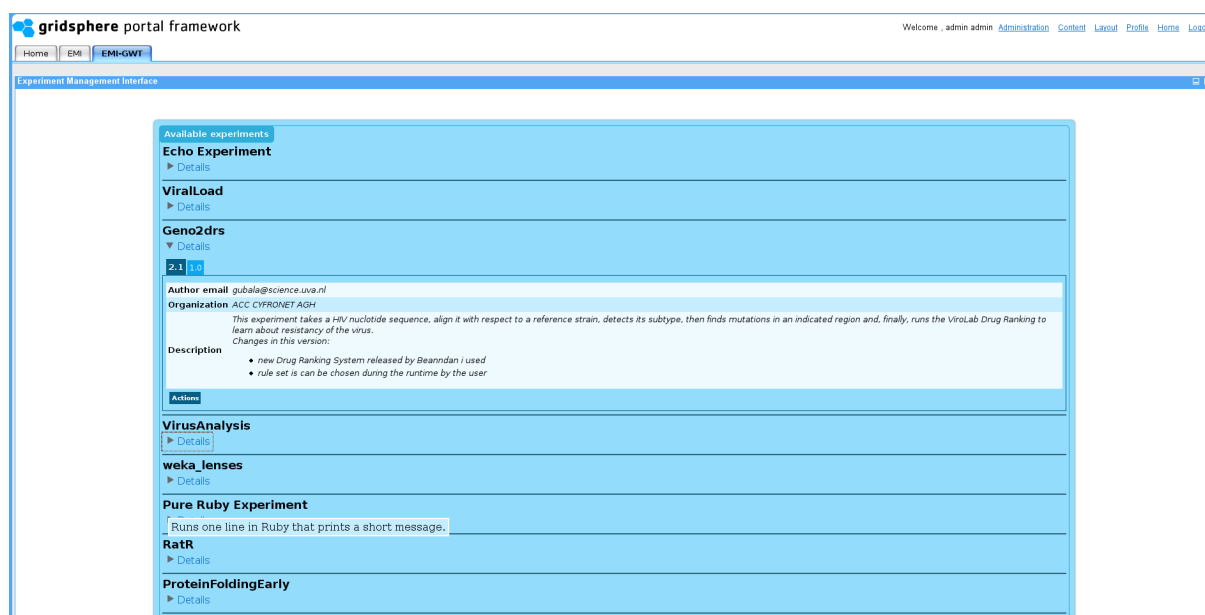 gridsphere portal framework
Welcome , admin admin Administration Content Layout Profile Home
Home EMI EMI-GWT
Experiment Management Interface
Available experiments
Echo Experiment
Details
ViralLoad
Details
Geno2drs
Details
2.1 1.0
Author email gubala@science.uva.nl
Organization ACC CYFRONET AGH
Description
This experiment takes a HIV nuclotide sequence, align it with respect to a reference strain, detects its subtype, then finds mutations in an indicated region and, finally, runs the ViroLab Drug Ranking to
learn about resistancy of the virus.
Changes in this version:
new Drug Ranking System released by Beanndan i used
rule set is can be chosen during the runtime by the user
Actions
VirusAnalysis
Details
weka_lenses
Details
Pure Ruby Experiment
Runs one line in Ruby that prints a short message.
RatR
Details
ProteinFoldingEarly
Details